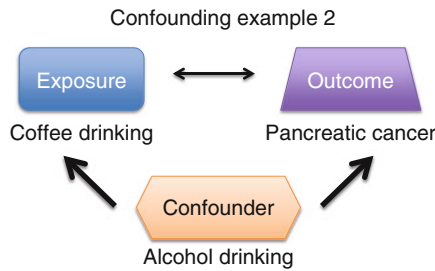 Confounding example 2
Exposure
Outcome
Coffee drinking
Pancreatic cancer
Confounder
Alcohol drinking